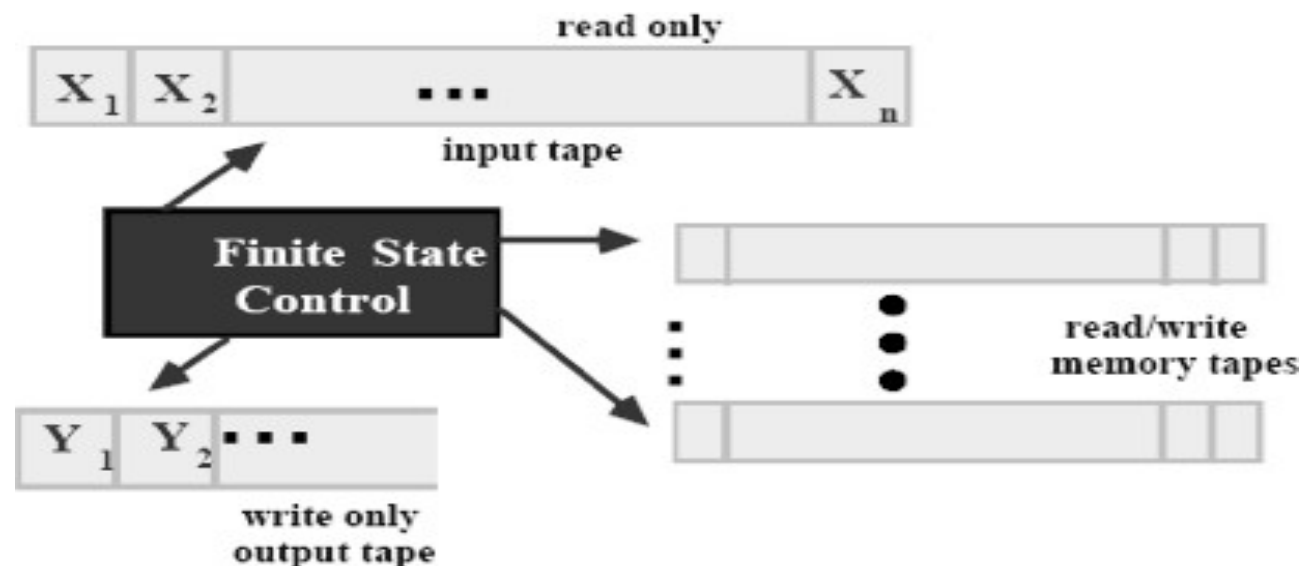 read only
X₁ X₂ ... Xₙ
input tape
Finite State
Control
read/write
memory tapes
Y₁ Y₂ ...
write only
output tape